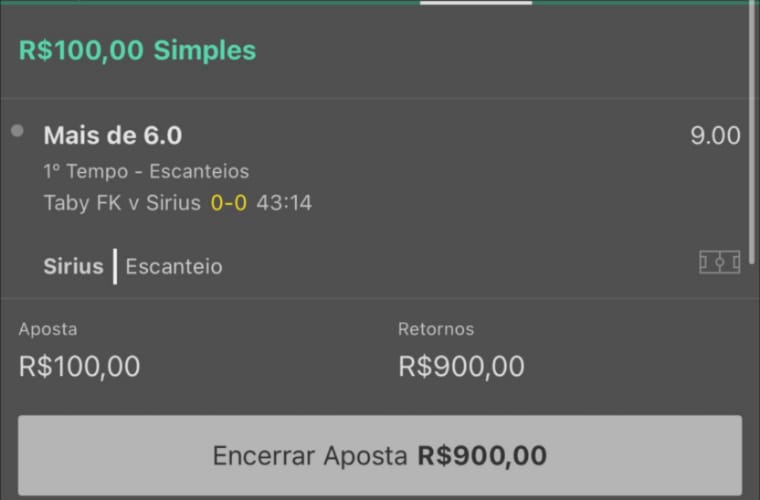 R$100,00 Simples
Mais de 6.0 9.00
1º Tempo - Escanteios
Taby FK v Sirius 0-0 43:14
Sirius Escanteio
Aposta Retornos
R$100,00 R$900,00
Encerrar Aposta R$900,00